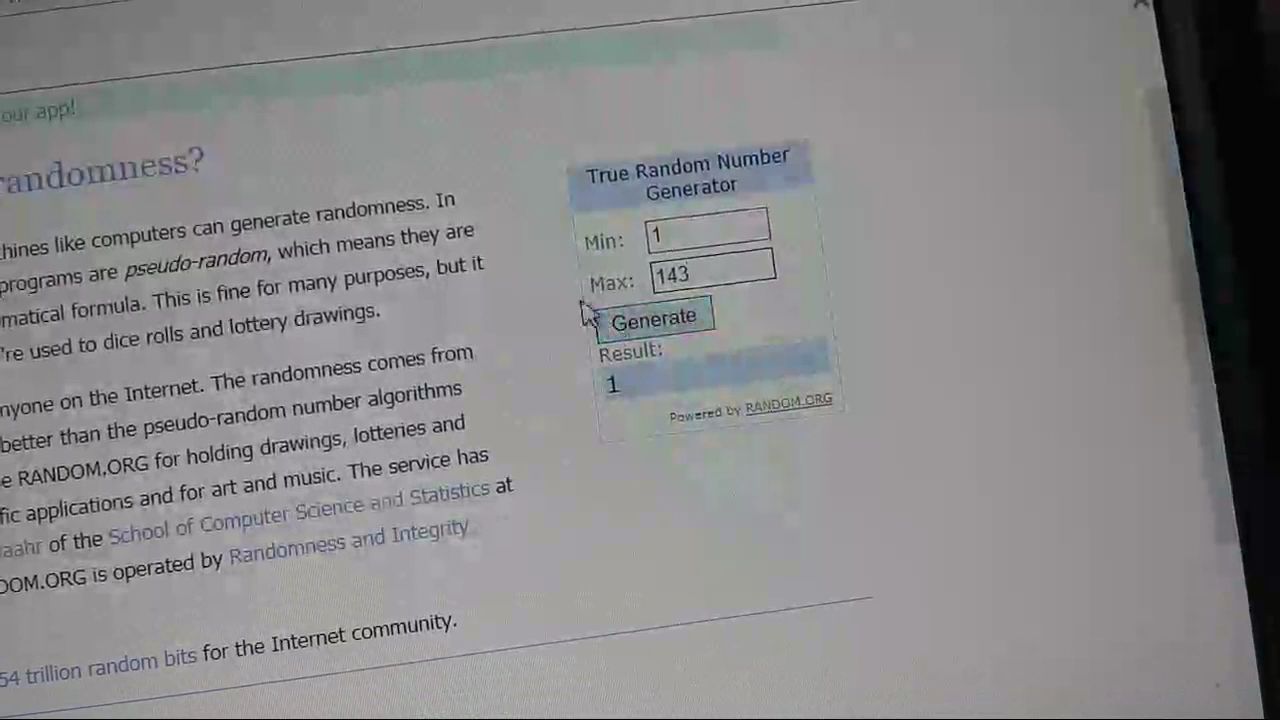 our app!
randomness?
hines like computers can generate randomness. In
programs are pseudo-random, which means they are
matical formula. This is fine for many purposes, but it
're used to dice rolls and lottery drawings.
nyone on the Internet. The randomness comes from
better than the pseudo-random number algorithms
e RANDOM.ORG for holding drawings, lotteries and
fic applications and for art and music. The service has
aahr of the School of Computer Science and Statistics at
DOM.ORG is operated by Randomness and Integrity
54 trillion random bits for the Internet community.
True Random Number
Generator
Min: 1
Max: 143
Generate
Result:
1
Powered by RANDOM.ORG